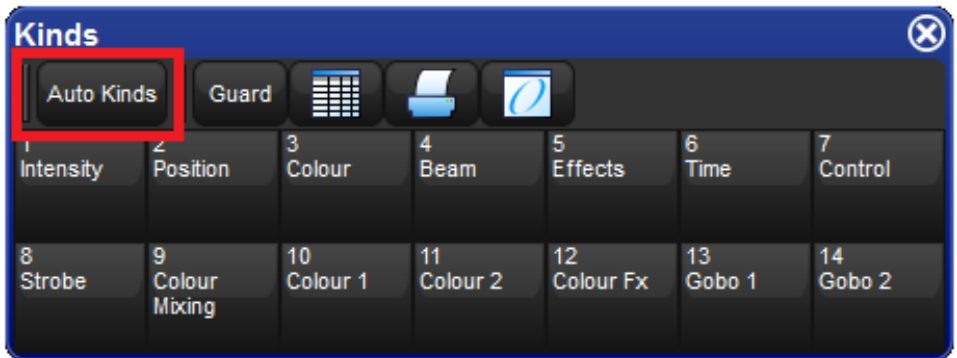 Kinds
Auto Kinds Guard
1 2 3 4 5 6 7
Intensity Position Colour Beam Effects Time Control
8 9 10 11 12 13 14
Strobe Colour Colour 1 Colour 2 Colour Fx Gobo 1 Gobo 2
Mixing